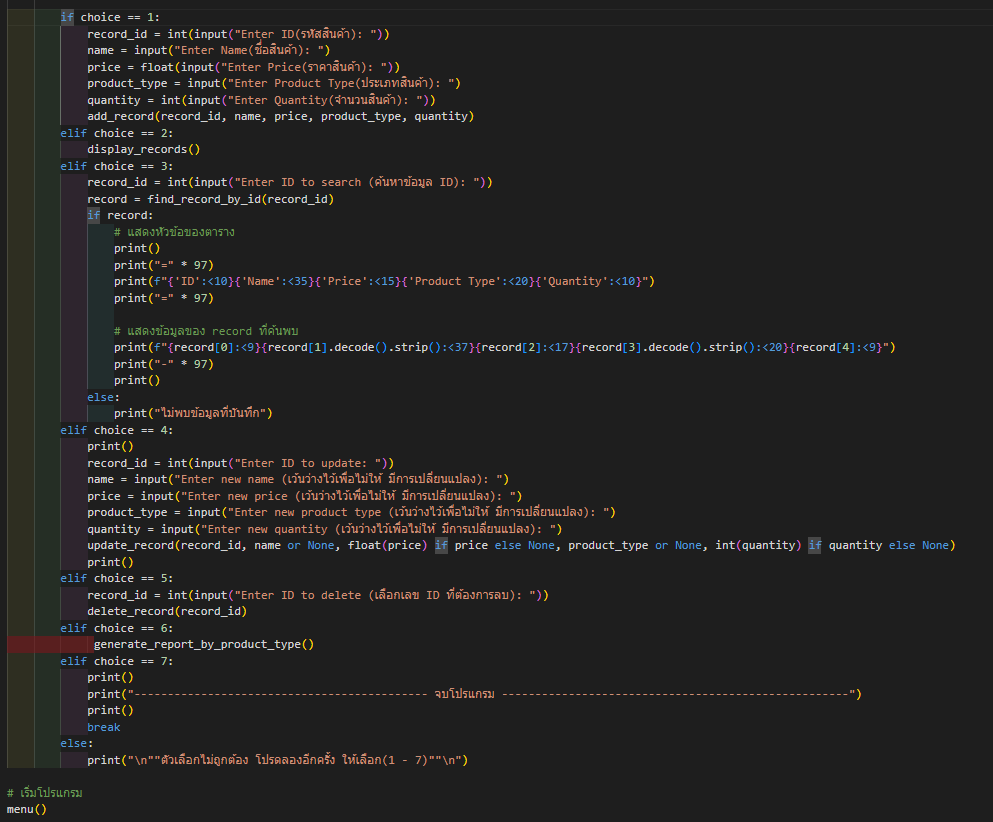 if choice == 1:
record_id = int(input("Enter ID(รหัสสินค้า): "))
name = input("Enter Name(ชื่อสินค้า): ")
price = float(input("Enter Price(ราคาสินค้า): "))
product_type = input("Enter Product Type(ประเภทสินค้า): ")
quantity = int(input("Enter Quantity(จำนวนสินค้า): "))
add_record(record_id, name, price, product_type, quantity)
elif choice == 2:
display_records()
elif choice == 3:
record_id = int(input("Enter ID to search (ค้นหาข้อมูล ID): "))
record = find_record_by_id(record_id)
if record:
# แสดงหัวข้อของตาราง
print()
print("=" * 97)
print(f"{'ID':<10}{'Name':<35}{'Price':<15}{'Product Type':<20}{'Quantity':<10}")
print("=" * 97)
# แสดงข้อมูลของ record ที่ค้นพบ
print(f"{record[0]:<9}{record[1].decode().strip():<37}{record[2]:<17}{record[3].decode().strip():<20}{record[4]:<9}")
print("-" * 97)
print()
else:
print("ไม่พบข้อมูลที่บันทึก")
elif choice == 4:
print()
record_id = int(input("Enter ID to update: "))
name = input("Enter new name (เว้นว่างไว้เพื่อไม่ให้ มีการเปลี่ยนแปลง): ")
price = input("Enter new price (เว้นว่างไว้เพื่อไม่ให้ มีการเปลี่ยนแปลง): ")
product_type = input("Enter new product type (เว้นว่างไว้เพื่อไม่ให้ มีการเปลี่ยนแปลง): ")
quantity = input("Enter new quantity (เว้นว่างไว้เพื่อไม่ให้ มีการเปลี่ยนแปลง): ")
update_record(record_id, name or None, float(price) if price else None, product_type or None, int(quantity) if quantity else None)
print()
elif choice == 5:
record_id = int(input("Enter ID to delete (เลือกเลข ID ที่ต้องการลบ): "))
delete_record(record_id)
elif choice == 6:
generate_report_by_product_type()
elif choice == 7:
print()
print("-------------------------------------------- จบโปรแกรม ----------------------------------------------------")
print()
break
else:
print("\n""ตัวเลือกไม่ถูกต้อง โปรดลองอีกครั้ง ให้เลือก(1 - 7)""\n")
# เริ่มโปรแกรม
menu()